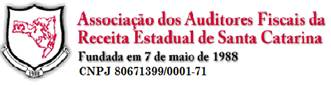 Associação dos Auditores Fiscais da
Receita Estadual de Santa Catarina
Fundada em 7 de maio de 1988
CNPJ 80671399/0001-71
1988